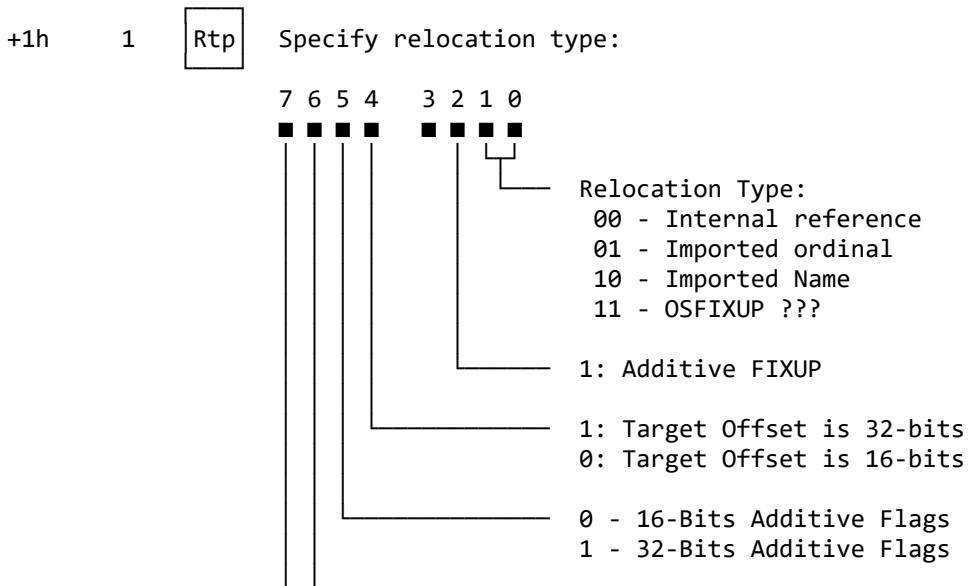 +1h 1 Rtp Specify relocation type:
7 6 5 4 3 2 1 0
Relocation Type:
00 - Internal reference
01 - Imported ordinal
10 - Imported Name
11 - OSFIXUP ???
1: Additive FIXUP
1: Target Offset is 32-bits
0: Target Offset is 16-bits
0 - 16-Bits Additive Flags
1 - 32-Bits Additive Flags